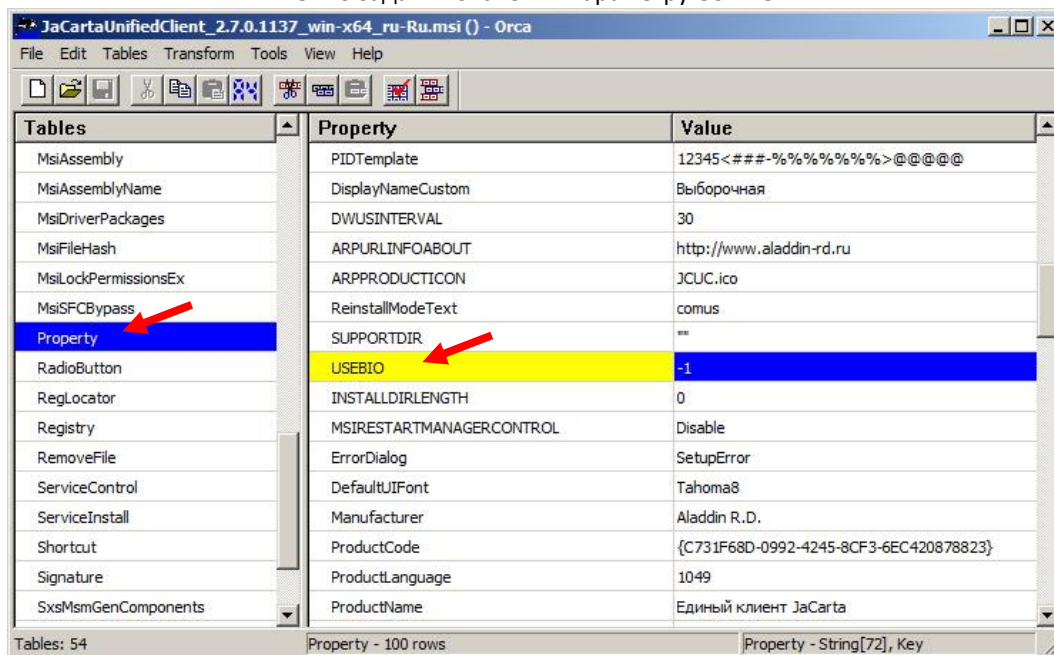 JaCartaUnifiedClient_2.7.0.1137_win-x64_ru-Ru.msi () - Orca
File Edit Tables Transform Tools View Help
Tables Property Value
MsiAssembly PIDTemplate 12345<###-%%%%%%%>@@@@@
MsiAssemblyName DisplayNameCustom Выборочная
MsiDriverPackages DWUSINTERVAL 30
MsiFileHash ARPURLINFOABOUT http://www.aladdin-rd.ru
MsiLockPermissionsEx ARPPRODUCTICON JCUC.ico
MsiSFCBypass ReinstallModeText comus
Property SUPPORTDIR ""
RadioButton USEBIO -1
RegLocator INSTALLDIRLENGTH 0
Registry MSIRESTARTMANAGERCONTROL Disable
RemoveFile ErrorDialog SetupError
ServiceControl DefaultUIFont Tahoma8
ServiceInstall Manufacturer Aladdin R.D.
Shortcut ProductCode {C731F68D-0992-4245-8CF3-6EC420878823}
Signature ProductLanguage 1049
SxsMsmGenComponents ProductName Единый клиент JaCarta
Tables: 54 Property - 100 rows Property - String[72], Key